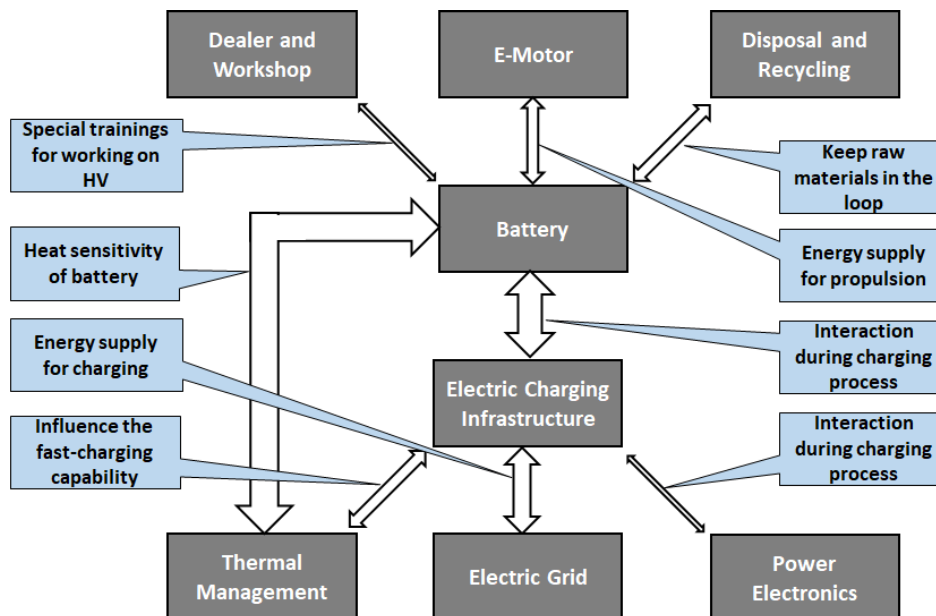 Dealer and
Workshop
E-Motor
Disposal and
Recycling
Special trainings
for working on
HV
Keep raw
materials in the
loop
Battery
Heat sensitivity
of battery
Energy supply
for propulsion
Energy supply
for charging
Interaction
during charging
process
Electric Charging
Infrastructure
Influence the
fast-charging
capability
Interaction
during charging
process
Thermal
Management
Electric Grid
Power
Electronics